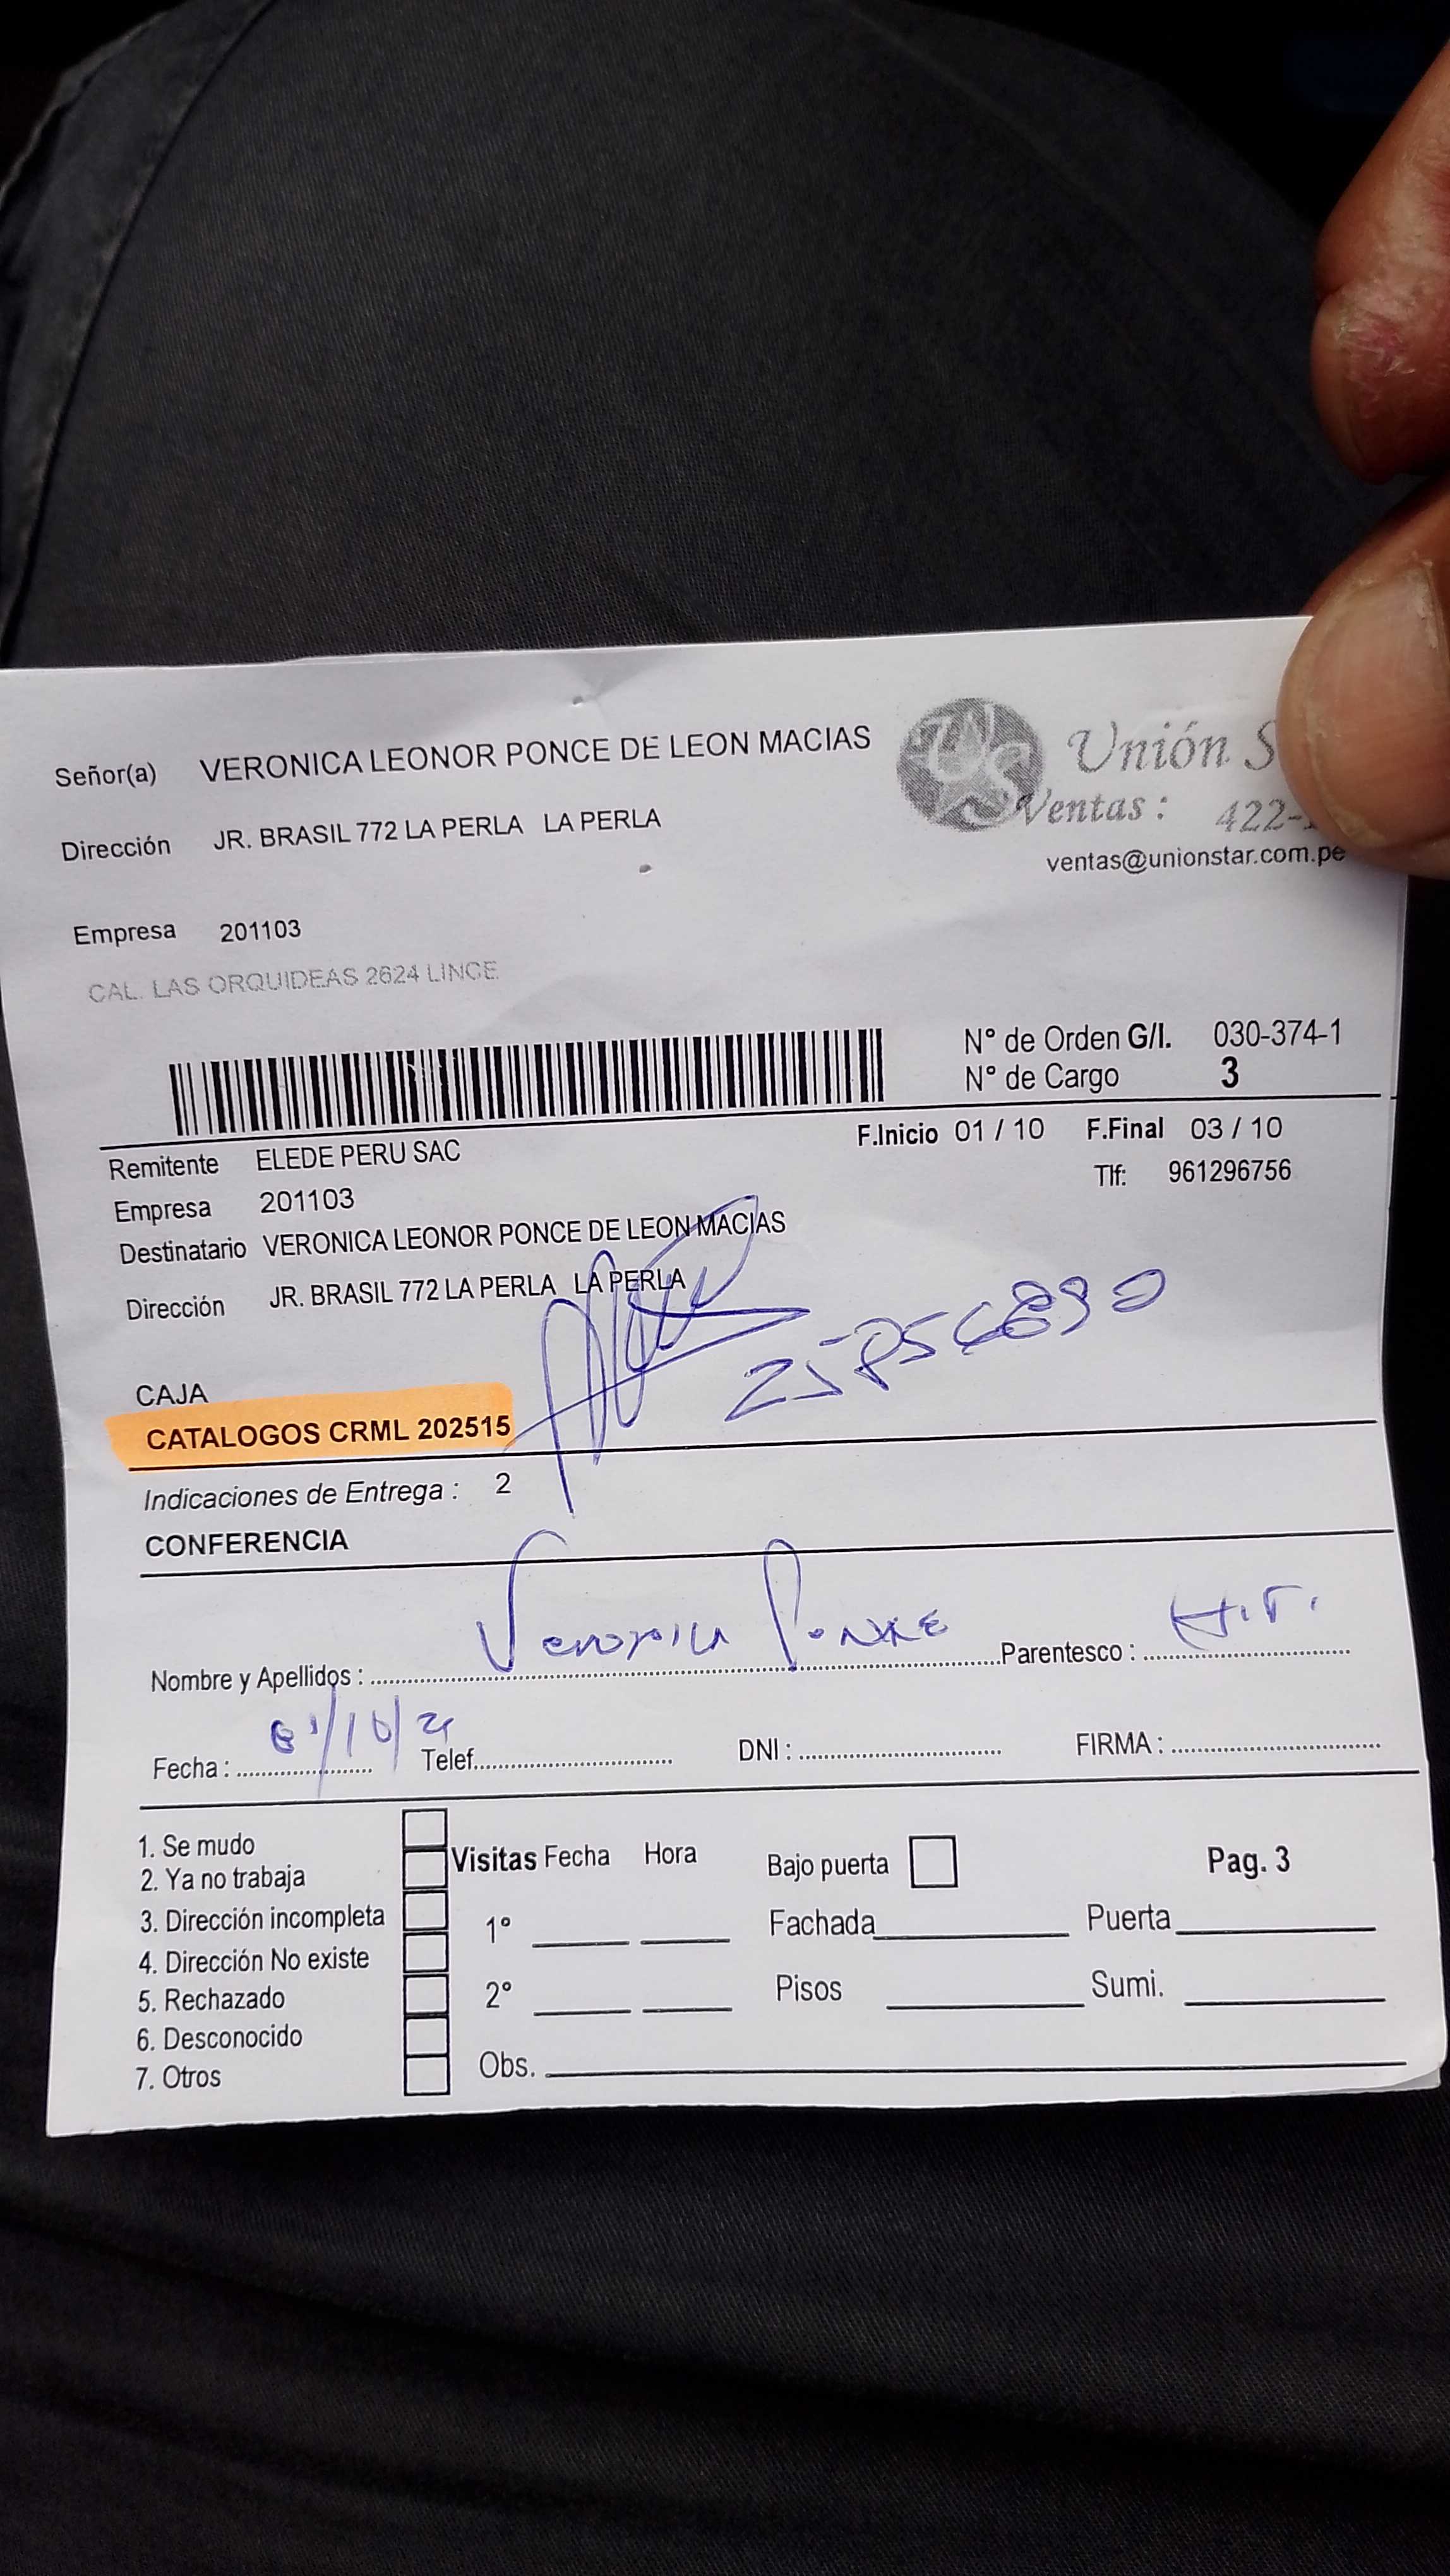 Señor(a) VERONICA LEONOR PONCE DE LEON MACIAS
Unión S
Dirección JR. BRASIL 772 LA PERLA LA PERLA
Ventas : 422-
ventas@unionstar.com.pe
Empresa 201103
CAL. LAS ORQUIDEAS 2624 LINCE
N° de Orden G/I. 030-374-1
N° de Cargo 3
F.Inicio 01 / 10 F.Final 03 / 10
Remitente ELEDE PERU SAC
Tlf: 961296756
Empresa 201103
Destinatario VERONICA LEONOR PONCE DE LEON MACIAS
Dirección JR. BRASIL 772 LA PERLA LA PERLA
CAJA
CATALOGOS CRML 202515
Indicaciones de Entrega : 2
CONFERENCIA
Nombre y Apellidos : Veronica Ponce Parentesco :
Fecha : Telef. DNI : FIRMA :
1. Se mudo
2. Ya no trabaja
3. Dirección incompleta
4. Dirección No existe
5. Rechazado
6. Desconocido
7. Otros
Visitas Fecha Hora Bajo puerta Pag. 3
1° Fachada Puerta
2° Pisos Sumi.
Obs.